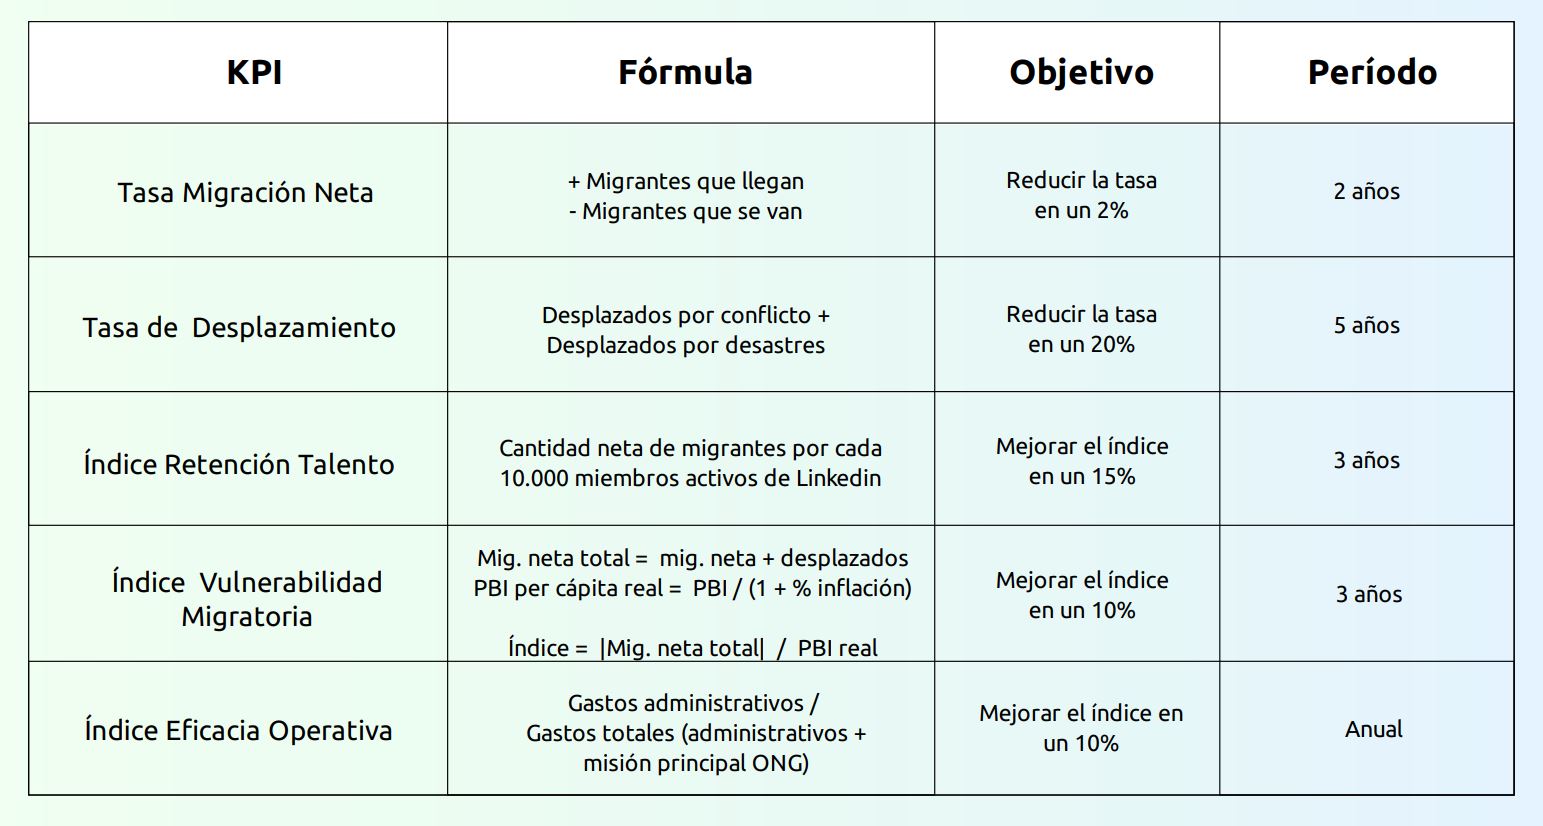 KPI
Fórmula
Objetivo
Período
Tasa Migración Neta
+ Migrantes que llegan
- Migrantes que se van
Reducir la tasa
en un 2%
2 años
Tasa de Desplazamiento
Desplazados por conflicto +
Desplazados por desastres
Reducir la tasa
en un 20%
5 años
Índice Retención Talento
Cantidad neta de migrantes por cada
10.000 miembros activos de Linkedin
Mejorar el índice
en un 15%
3 años
Índice Vulnerabilidad
Migratoria
Mig. neta total = mig. neta + desplazados
PBI per cápita real = PBI / (1 + % inflación)
Índice = |Mig. neta total| / PBI real
Mejorar el índice
en un 10%
3 años
Índice Eficacia Operativa
Gastos administrativos /
Gastos totales (administrativos +
misión principal ONG)
Mejorar el índice en
un 10%
Anual